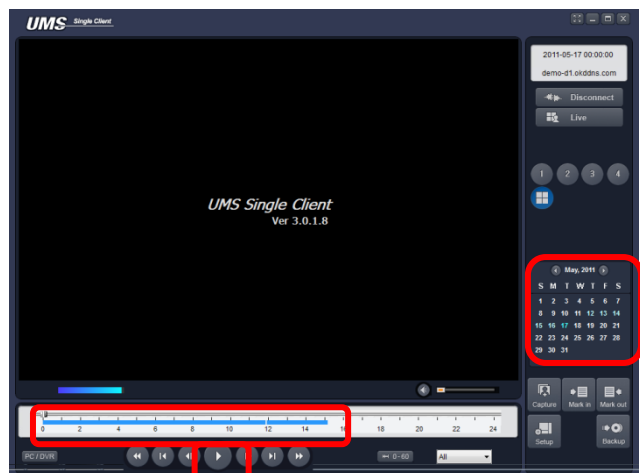 UMS Single Client
2011-05-17 00:00:00
demo-d1.okddns.com
Disconnect
Live
1 2 3 4
UMS Single Client
Ver 3.0.1.8
May, 2011
S M T W T F S
1 2 3 4 5 6 7
8 9 10 11 12 13 14
15 16 17 18 19 20 21
22 23 24 25 26 27 28
29 30 31
Capture Mark in Mark out
Setup Backup
0 2 4 6 8 10 12 14 16 18 20 22 24
PC / DVR
0-60
All